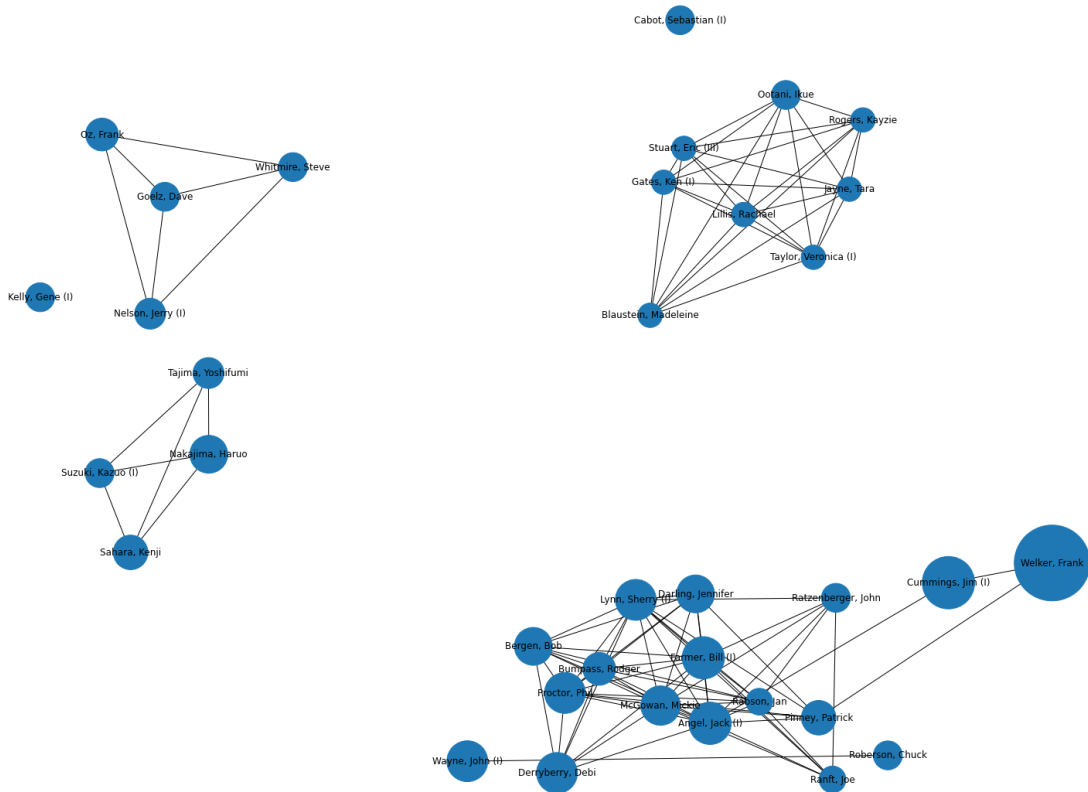 Cabot, Sebastian (I)
Ootani, Ikue
Rogers, Kayzie
Oz, Frank
Stuart, Eric (III)
Whitmire, Steve
Gates, Ken (I)
Jayne, Tara
Goelz, Dave
Lillis, Rachael
Taylor, Veronica (I)
Kelly, Gene (I)
Nelson, Jerry (I)
Blaustein, Madeleine
Tajima, Yoshifumi
Nakajima, Haruo
Suzuki, Kazuo (I)
Sahara, Kenji
Welker, Frank
Cummings, Jim (I)
Darling, Jennifer
Lynn, Sherry (I)
Ratzenberger, John
Bergen, Bob
Farmer, Bill (I)
Bumpass, Rodger
Proctor, Phil
Rabson, Jan
McGowan, Mickie
Pinney, Patrick
Angel, Jack (I)
Roberson, Chuck
Wayne, John (I)
Derryberry, Debi
Ranft, Joe